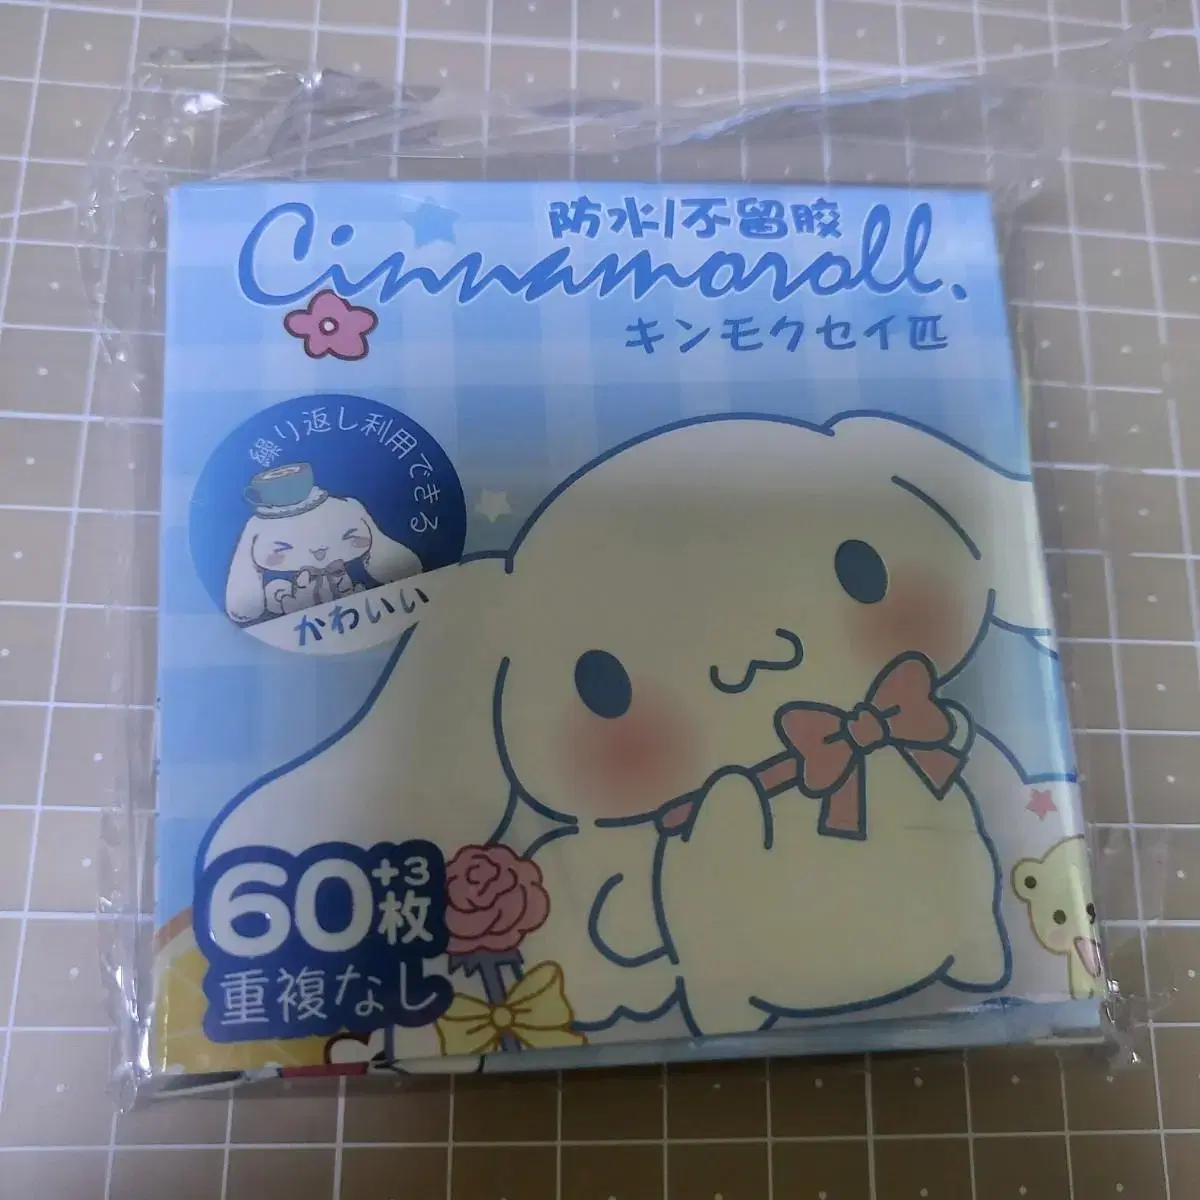 防水/不留胶
Cinnamoroll.
キンモクセイ匹
繰り返し利用できる
かわいい
60+3枚
重複なし